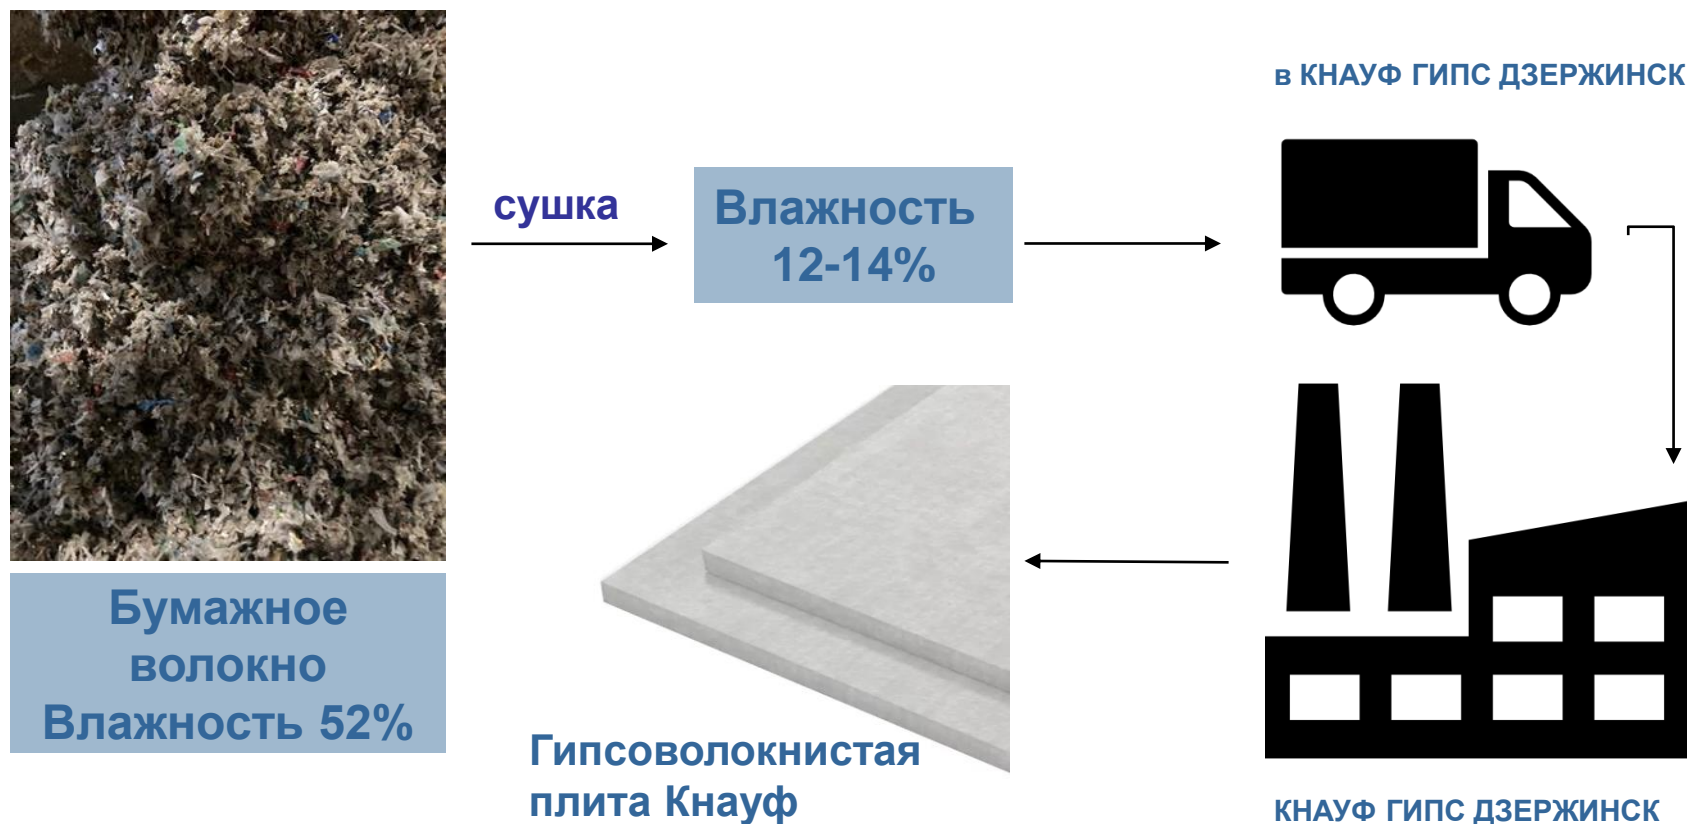 в КНАУФ ГИПС ДЗЕРЖИНСК
сушка
Влажность
12-14%
Бумажное
волокно
Влажность 52%
Гипсоволокнистая
плита Кнауф
КНАУФ ГИПС ДЗЕРЖИНСК